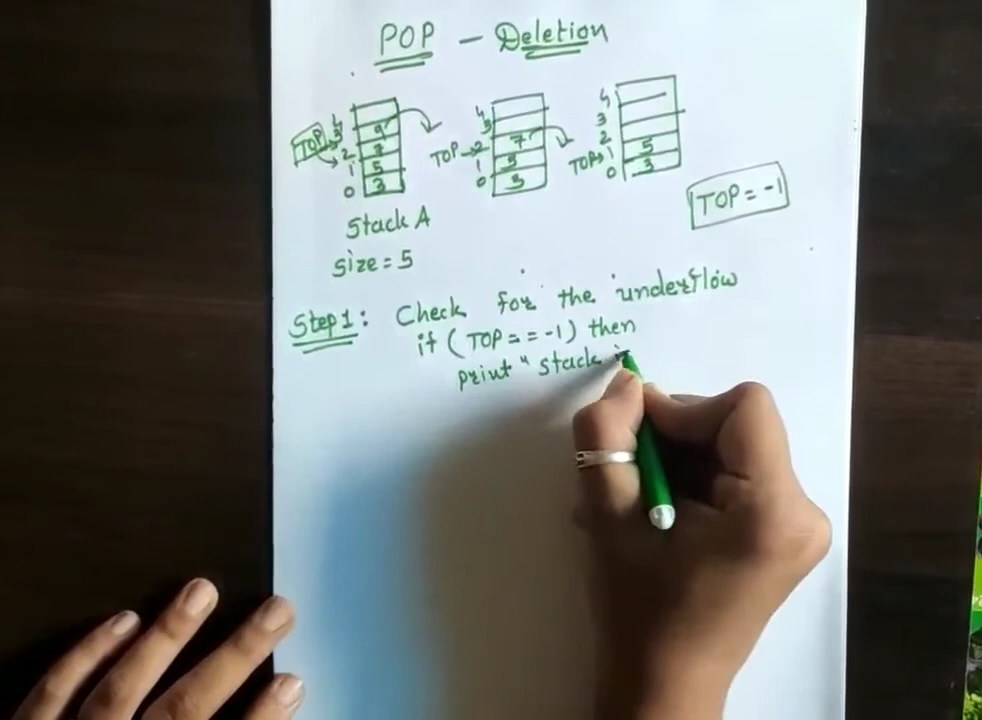 POP - Deletion
4
3 9
TOP→ 2 7
1 5
0 3
4
3
TOP→2 7
1 5
0 3
4
3
2
TOP→1 5
0 3
TOP = -1
Stack A
size = 5
Step 1: Check for the underflow
if (TOP = = -1) then
print " stack i